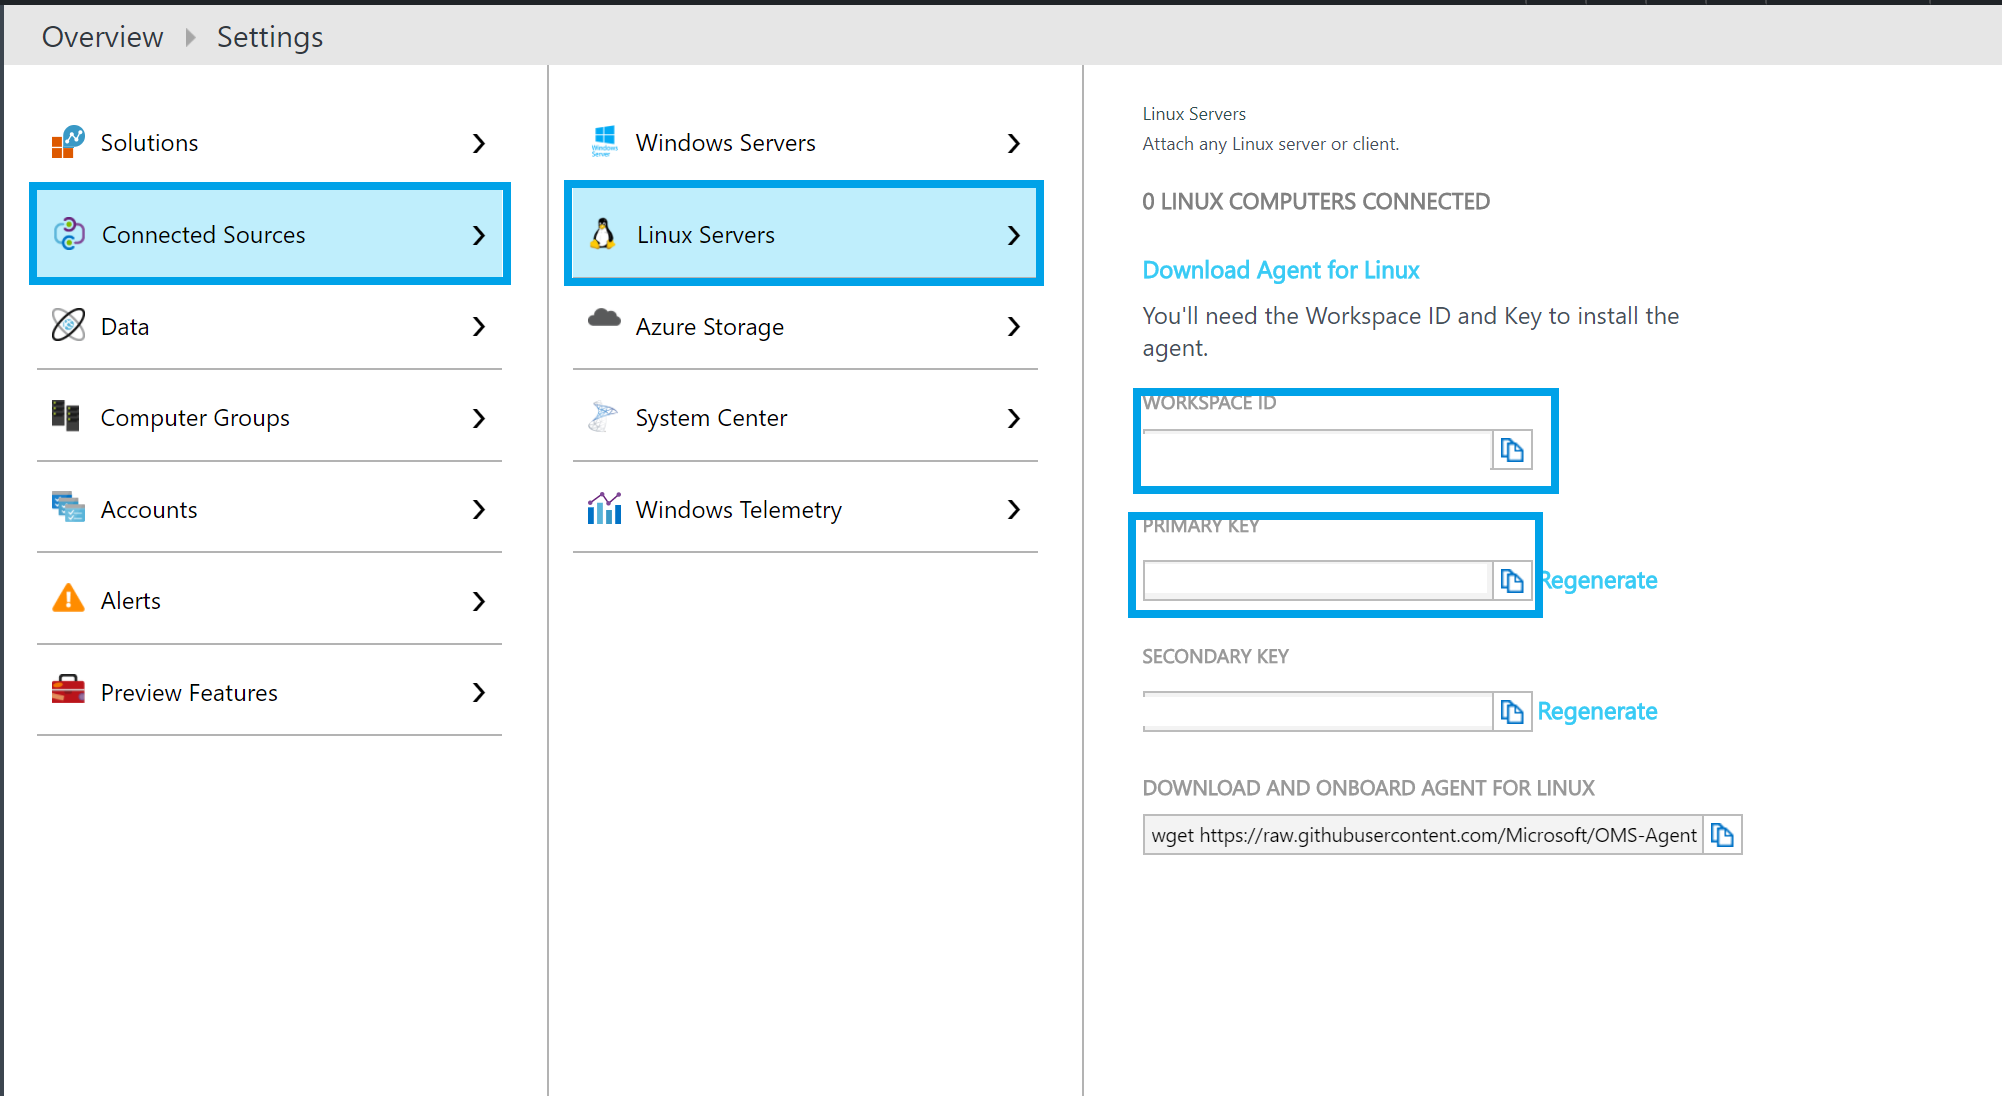 Overview Settings
Solutions
Connected Sources
Data
Computer Groups
Accounts
Alerts
Preview Features
Windows Server
Windows Servers
Linux Servers
Azure Storage
System Center
Windows Telemetry
Linux Servers
Attach any Linux server or client.
0 LINUX COMPUTERS CONNECTED
Download Agent for Linux
You'll need the Workspace ID and Key to install the
agent.
WORKSPACE ID
PRIMARY KEY
Regenerate
SECONDARY KEY
Regenerate
DOWNLOAD AND ONBOARD AGENT FOR LINUX
wget https://raw.githubusercontent.com/Microsoft/OMS-Agent